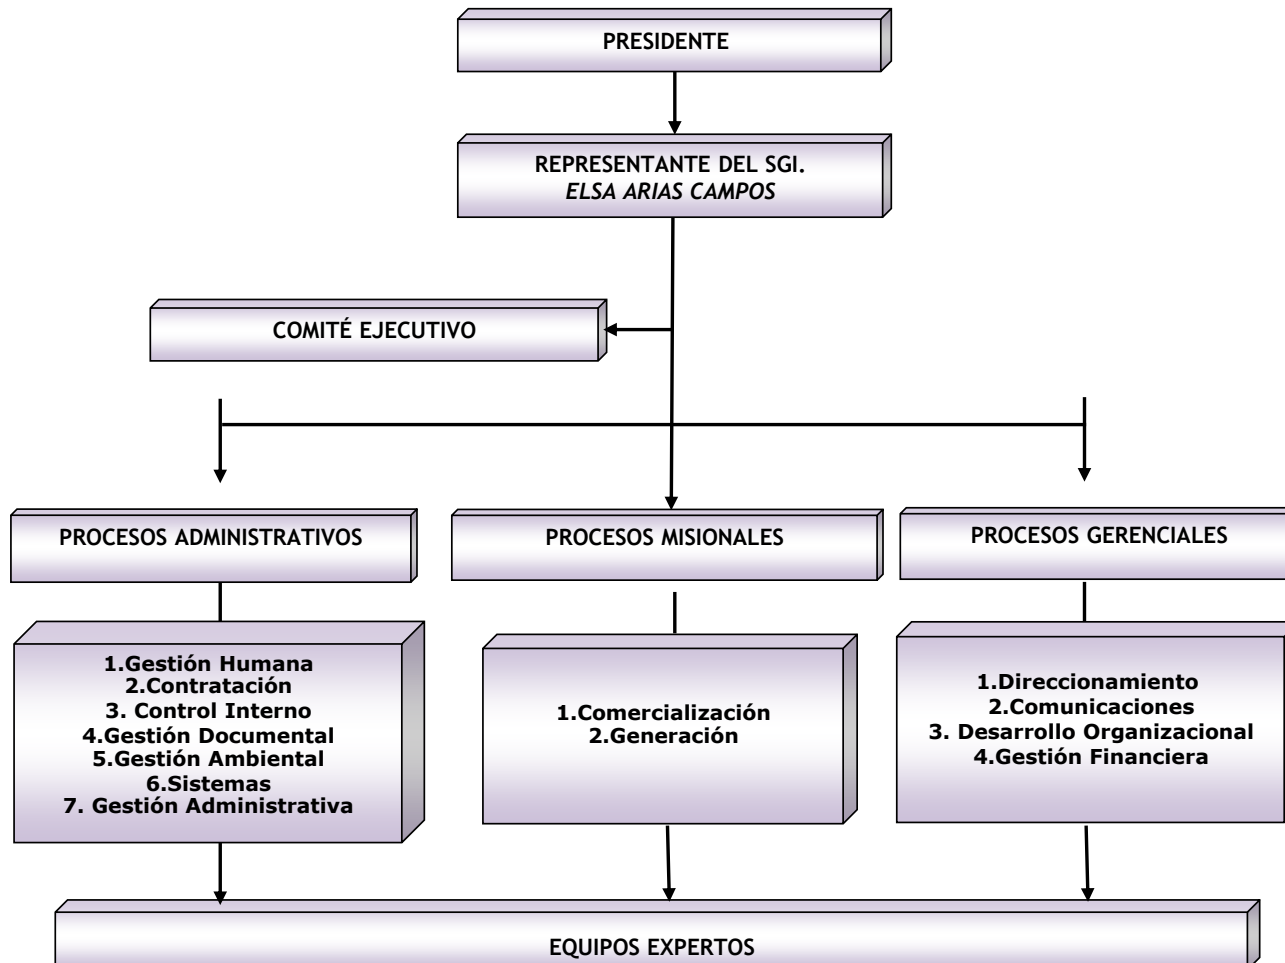 PRESIDENTE
REPRESENTANTE DEL SGI.
ELSA ARIAS CAMPOS
COMITÉ EJECUTIVO
PROCESOS ADMINISTRATIVOS
PROCESOS MISIONALES
PROCESOS GERENCIALES
1.Gestión Humana
2.Contratación
3. Control Interno
4.Gestión Documental
5.Gestión Ambiental
6.Sistemas
7. Gestión Administrativa
1.Comercialización
2.Generación
1.Direccionamiento
2.Comunicaciones
3. Desarrollo Organizacional
4.Gestión Financiera
EQUIPOS EXPERTOS